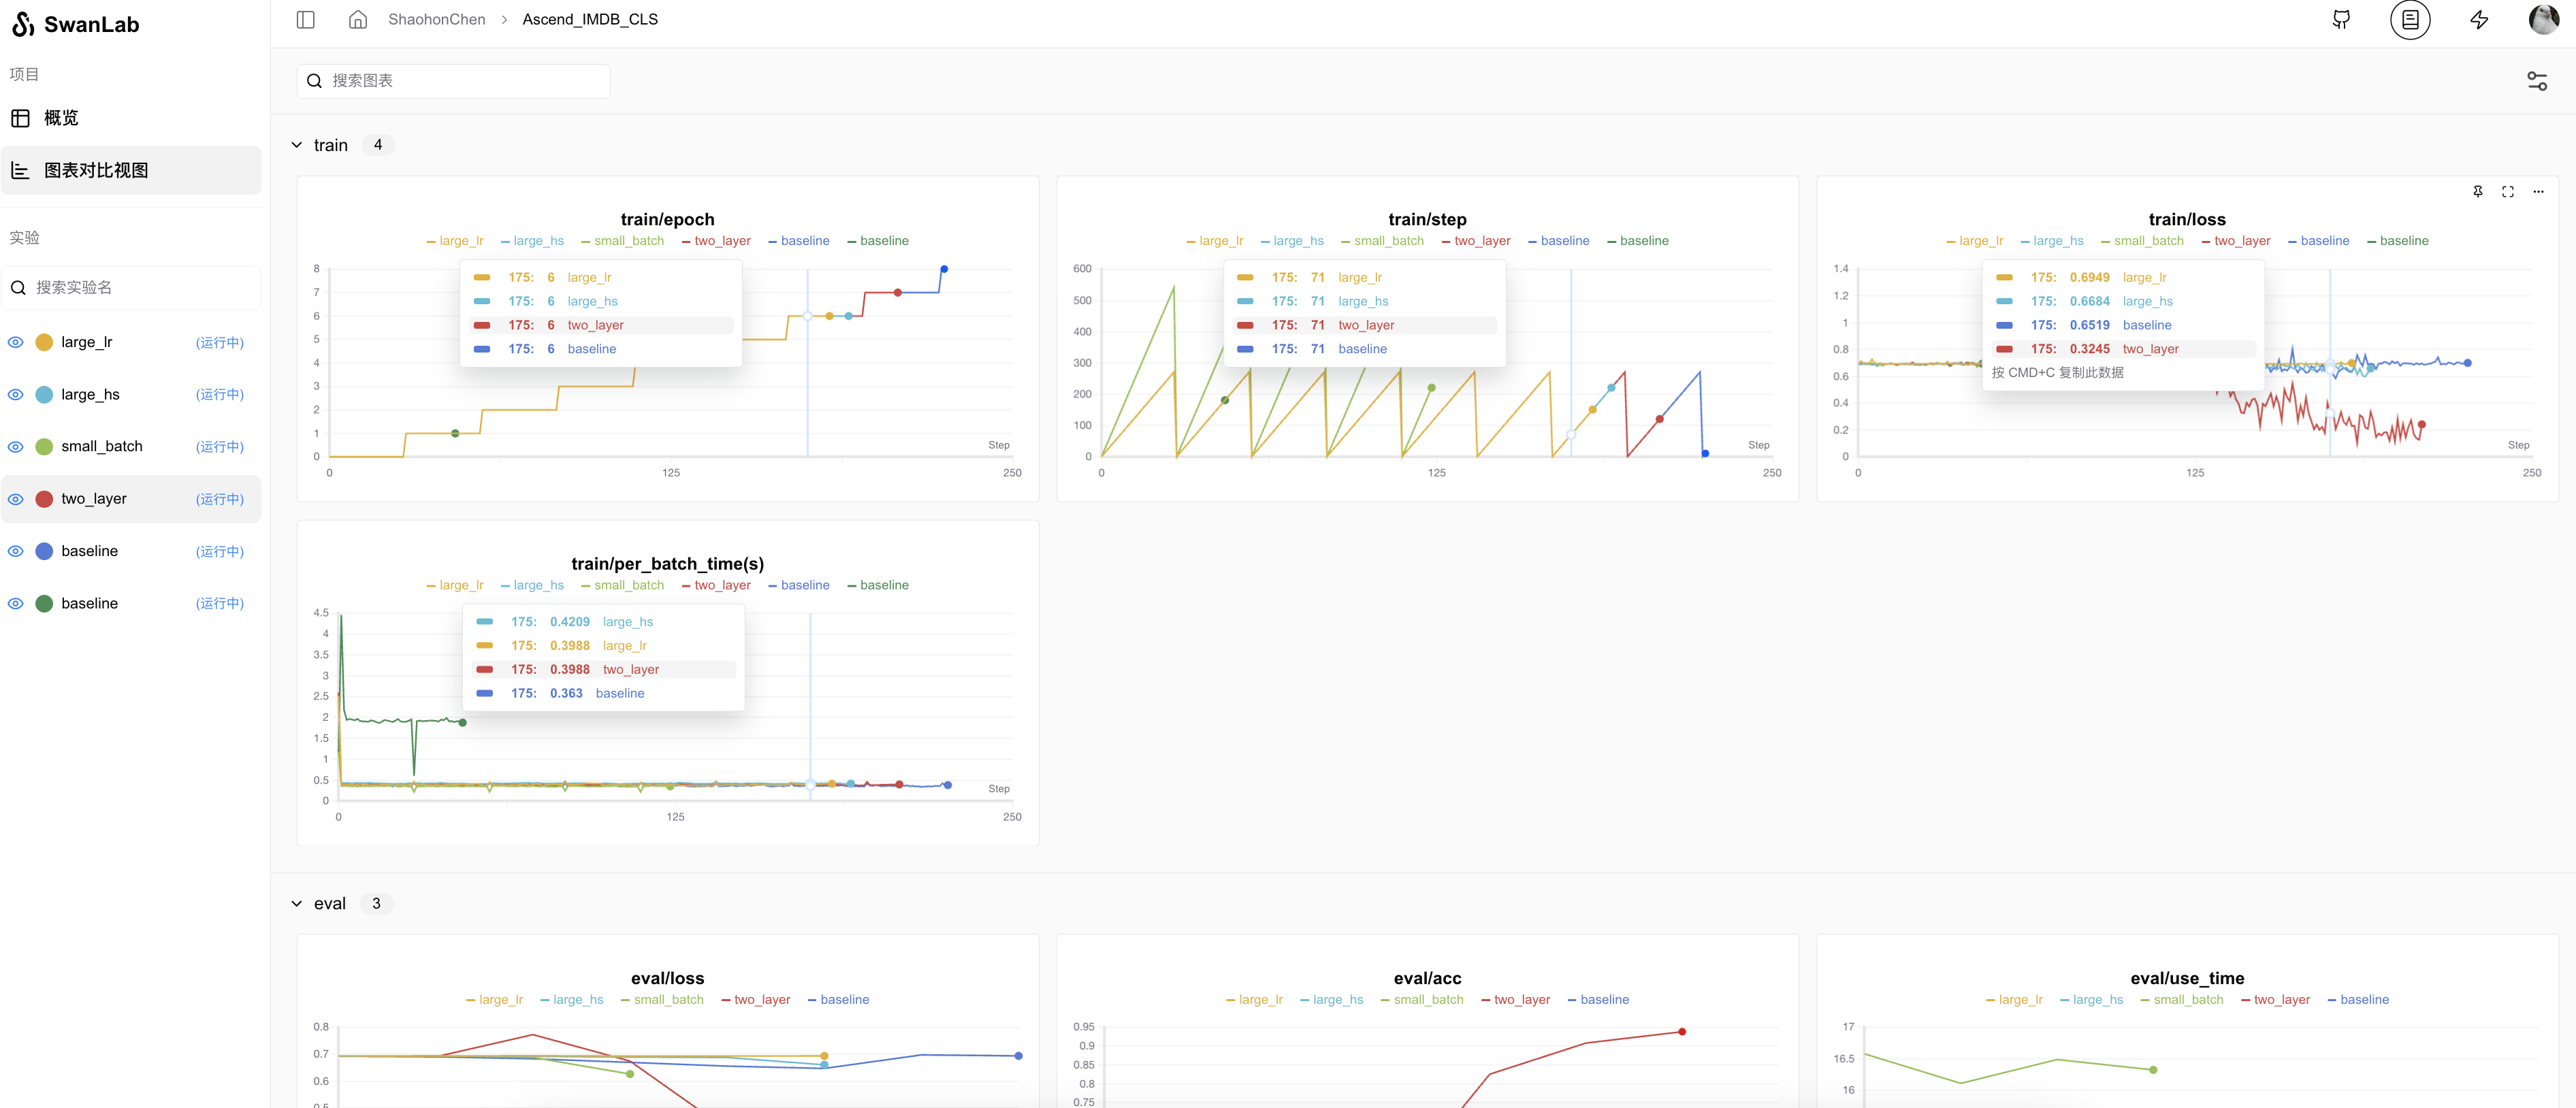 SwanLab
ShaohonChen > Ascend_IMDB_CLS
项目
概览
图表对比视图
实验
搜索实验名
large_lr (运行中)
large_hs (运行中)
small_batch (运行中)
two_layer (运行中)
baseline (运行中)
baseline (运行中)
搜索图表
train 4
train/epoch
large_lr large_hs small_batch two_layer baseline baseline
175: 6 large_lr
175: 6 large_hs
175: 6 two_layer
175: 6 baseline
8
7
6
5
4
3
2
1
0
Step
0 125 250
train/step
large_lr large_hs small_batch two_layer baseline baseline
175: 71 large_lr
175: 71 large_hs
175: 71 two_layer
175: 71 baseline
600
500
400
300
200
100
0
Step
0 125 250
train/loss
large_lr large_hs small_batch two_layer baseline baseline
175: 0.6949 large_lr
175: 0.6684 large_hs
175: 0.6519 baseline
175: 0.3245 two_layer
按 CMD+C 复制此数据
1.4
1.2
1
0.8
0.6
0.4
0.2
0
Step
0 125 250
train/per_batch_time(s)
large_lr large_hs small_batch two_layer baseline baseline
175: 0.4209 large_hs
175: 0.3988 large_lr
175: 0.3988 two_layer
175: 0.363 baseline
4.5
4
3.5
3
2.5
2
1.5
1
0.5
0
Step
0 125 250
eval 3
eval/loss
large_lr large_hs small_batch two_layer baseline
0.8
0.7
0.6
0.5
eval/acc
large_lr large_hs small_batch two_layer baseline
0.95
0.9
0.85
0.8
0.75
eval/use_time
large_lr large_hs small_batch two_layer baseline
17
16.5
16